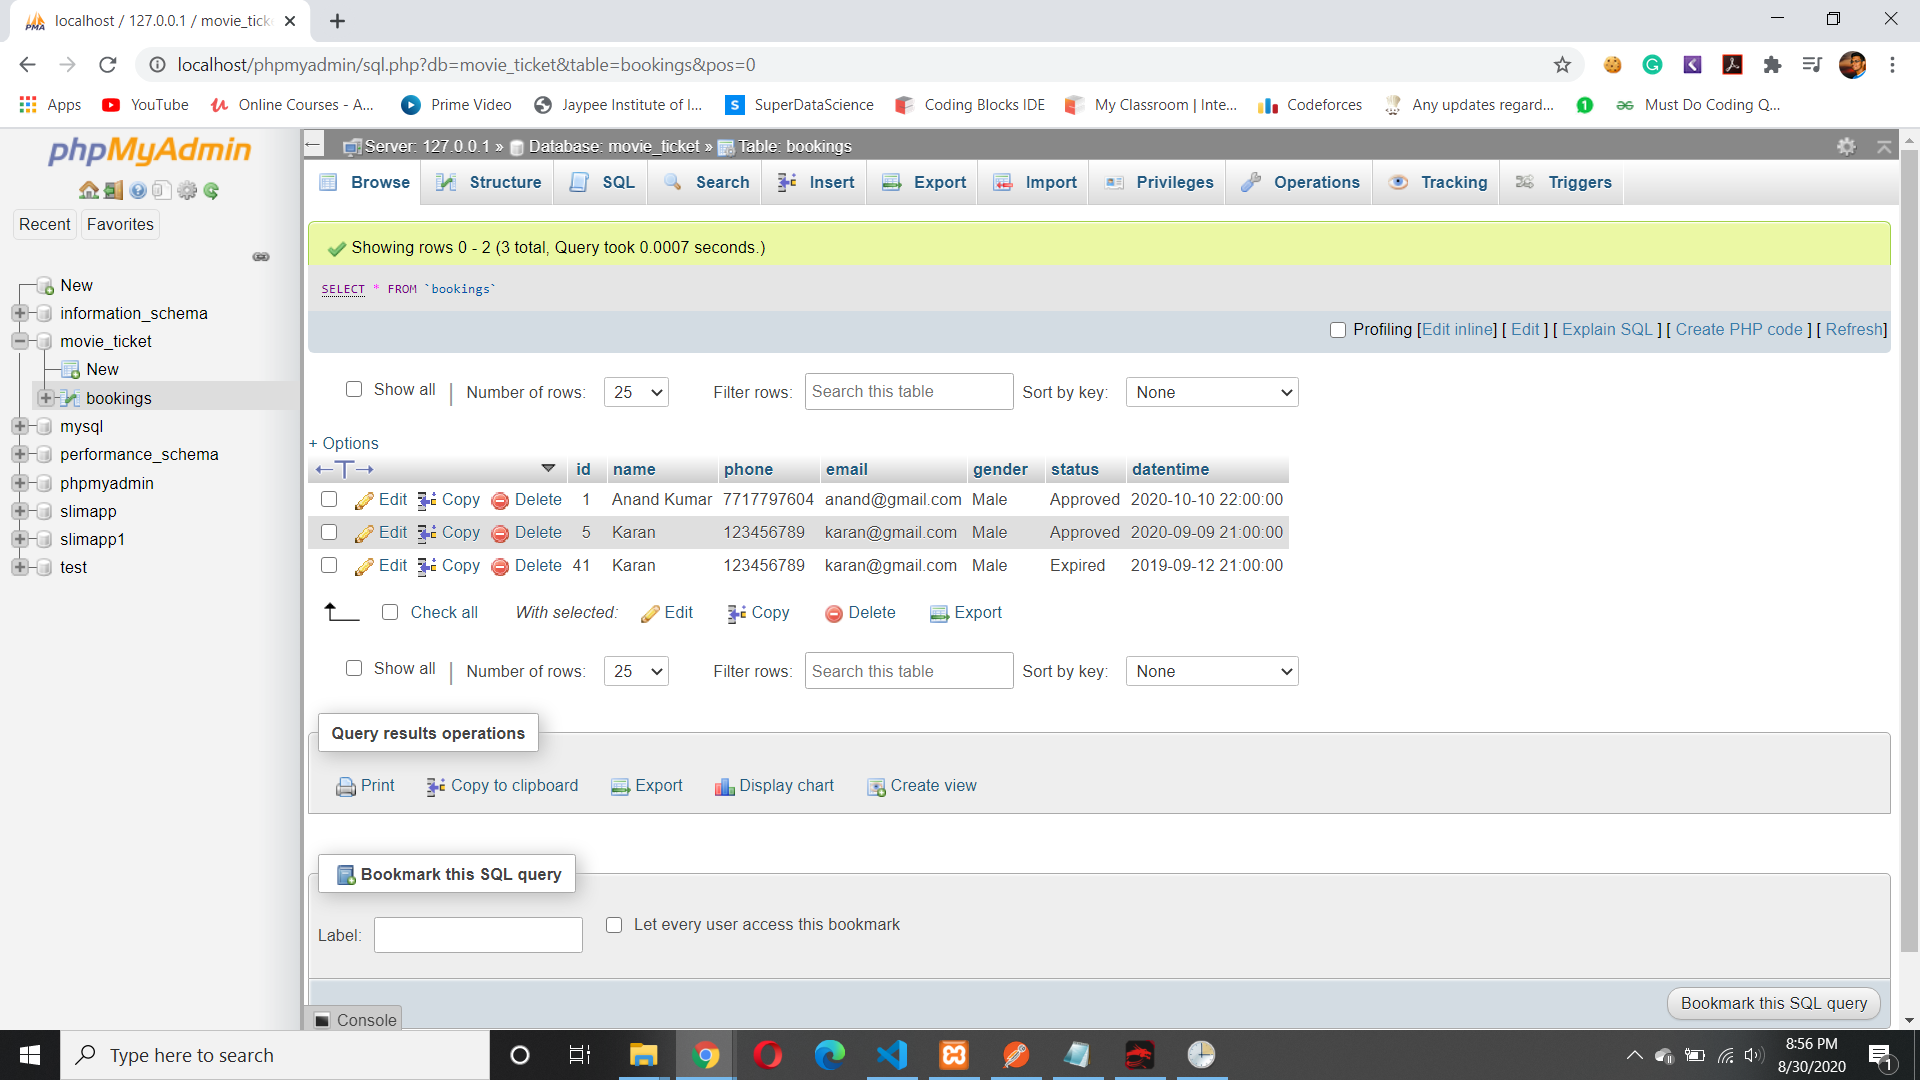 localhost / 127.0.0.1 / movie_tick
localhost/phpmyadmin/sql.php?db=movie_ticket&table=bookings&pos=0
Apps YouTube Online Courses - A... Prime Video Jaypee Institute of I... S SuperDataScience Coding Blocks IDE My Classroom | Inte... Codeforces Any updates regard... 1 Must Do Coding Q...
phpMyAdmin
Recent Favorites
New
information_schema
movie_ticket
New
bookings
mysql
performance_schema
phpmyadmin
slimapp
slimapp1
test
Server: 127.0.0.1 » Database: movie_ticket » Table: bookings
Browse Structure SQL Search Insert Export Import Privileges Operations Tracking Triggers
Showing rows 0 - 2 (3 total, Query took 0.0007 seconds.)
SELECT * FROM `bookings`
Profiling [Edit inline] [ Edit ] [ Explain SQL ] [ Create PHP code ] [ Refresh]
Show all | Number of rows: 25 Filter rows: Search this table Sort by key: None
+ Options
←T→ id name phone email gender status datentime
Edit Copy Delete 1 Anand Kumar 7717797604 anand@gmail.com Male Approved 2020-10-10 22:00:00
Edit Copy Delete 5 Karan 123456789 karan@gmail.com Male Approved 2020-09-09 21:00:00
Edit Copy Delete 41 Karan 123456789 karan@gmail.com Male Expired 2019-09-12 21:00:00
Check all With selected: Edit Copy Delete Export
Show all | Number of rows: 25 Filter rows: Search this table Sort by key: None
Query results operations
Print Copy to clipboard Export Display chart Create view
Bookmark this SQL query
Label: Let every user access this bookmark
Bookmark this SQL query
Console
Type here to search
8:56 PM
8/30/2020
1